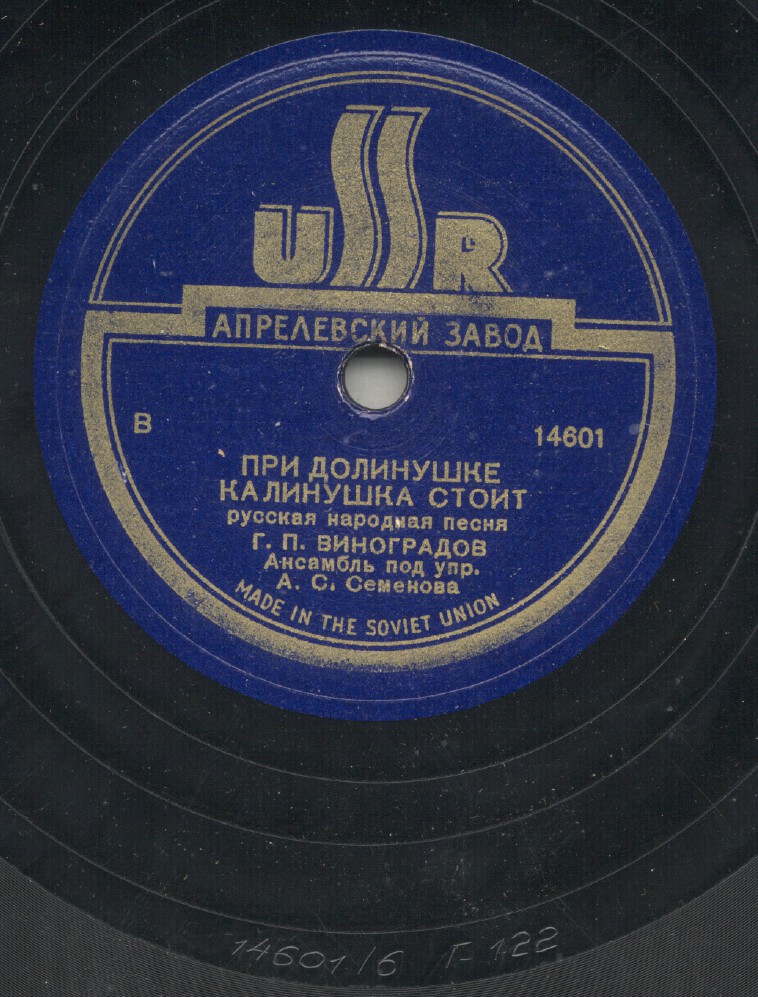 USSR
АПРЕЛЕВСКИЙ ЗАВОД
В 14601
ПРИ ДОЛИНУШКЕ
КАЛИНУШКА СТОИТ
русская народная песня
Г. П. ВИНОГРАДОВ
Ансамбль под упр.
А. С. Семенова
MADE IN THE SOVIET UNION
14601/6 Г-122